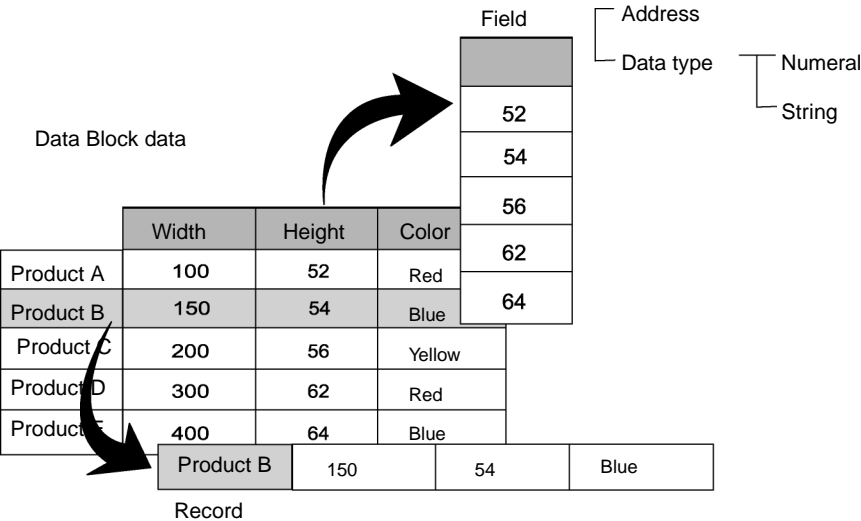 Field
Address
Data type
Numeral
String
52
54
56
62
64
Data Block data
Width Height Color
Product A 100 52 Red
Product B 150 54 Blue
Product C 200 56 Yellow
Product D 300 62 Red
Product E 400 64 Blue
Product B 150 54 Blue
Record